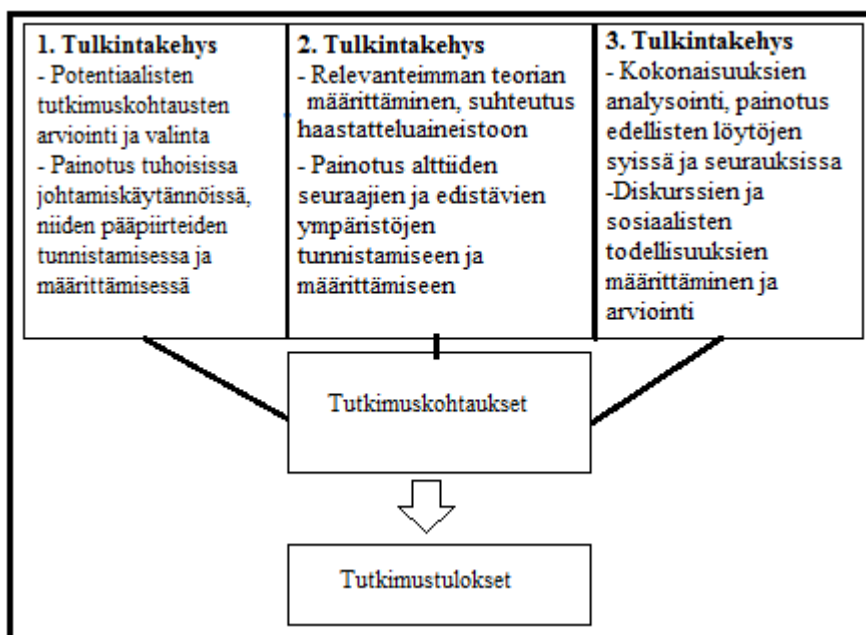 1. Tulkintakehys
- Potentiaalisten
tutkimuskohtausten
arviointi ja valinta
- Painotus tuhoisissa
johtamiskäytännöissä,
niiden pääpiirteiden
tunnistamisessa ja
määrittämisessä
2. Tulkintakehys
- Relevanteimman teorian
määrittäminen, suhteutus
haastatteluaineistoon
- Painotus alttiiden
seuraajien ja edistävien
ympäristöjen
tunnistamiseen ja
määrittämiseen
3. Tulkintakehys
- Kokonaisuuksien
analysointi, painotus
edellisten löytöjen
syissä ja seurauksissa
-Diskurssien ja
sosiaalisten
todellisuuksien
määrittäminen ja
arviointi
Tutkimuskohtaukset
Tutkimustulokset